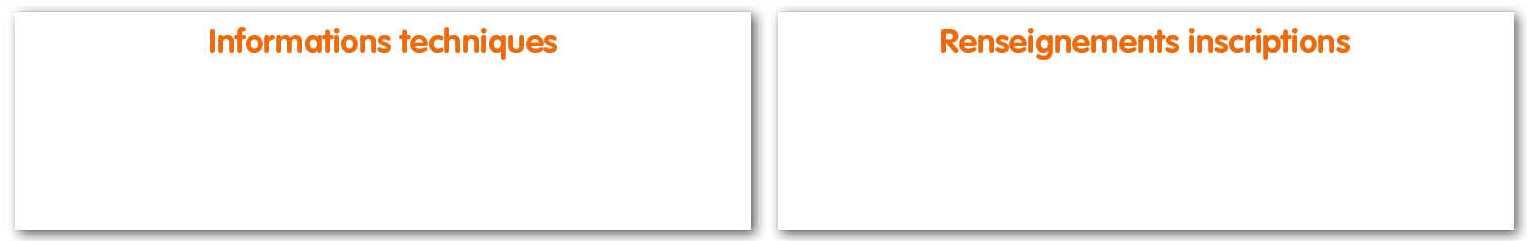 Informations techniques
Renseignements inscriptions